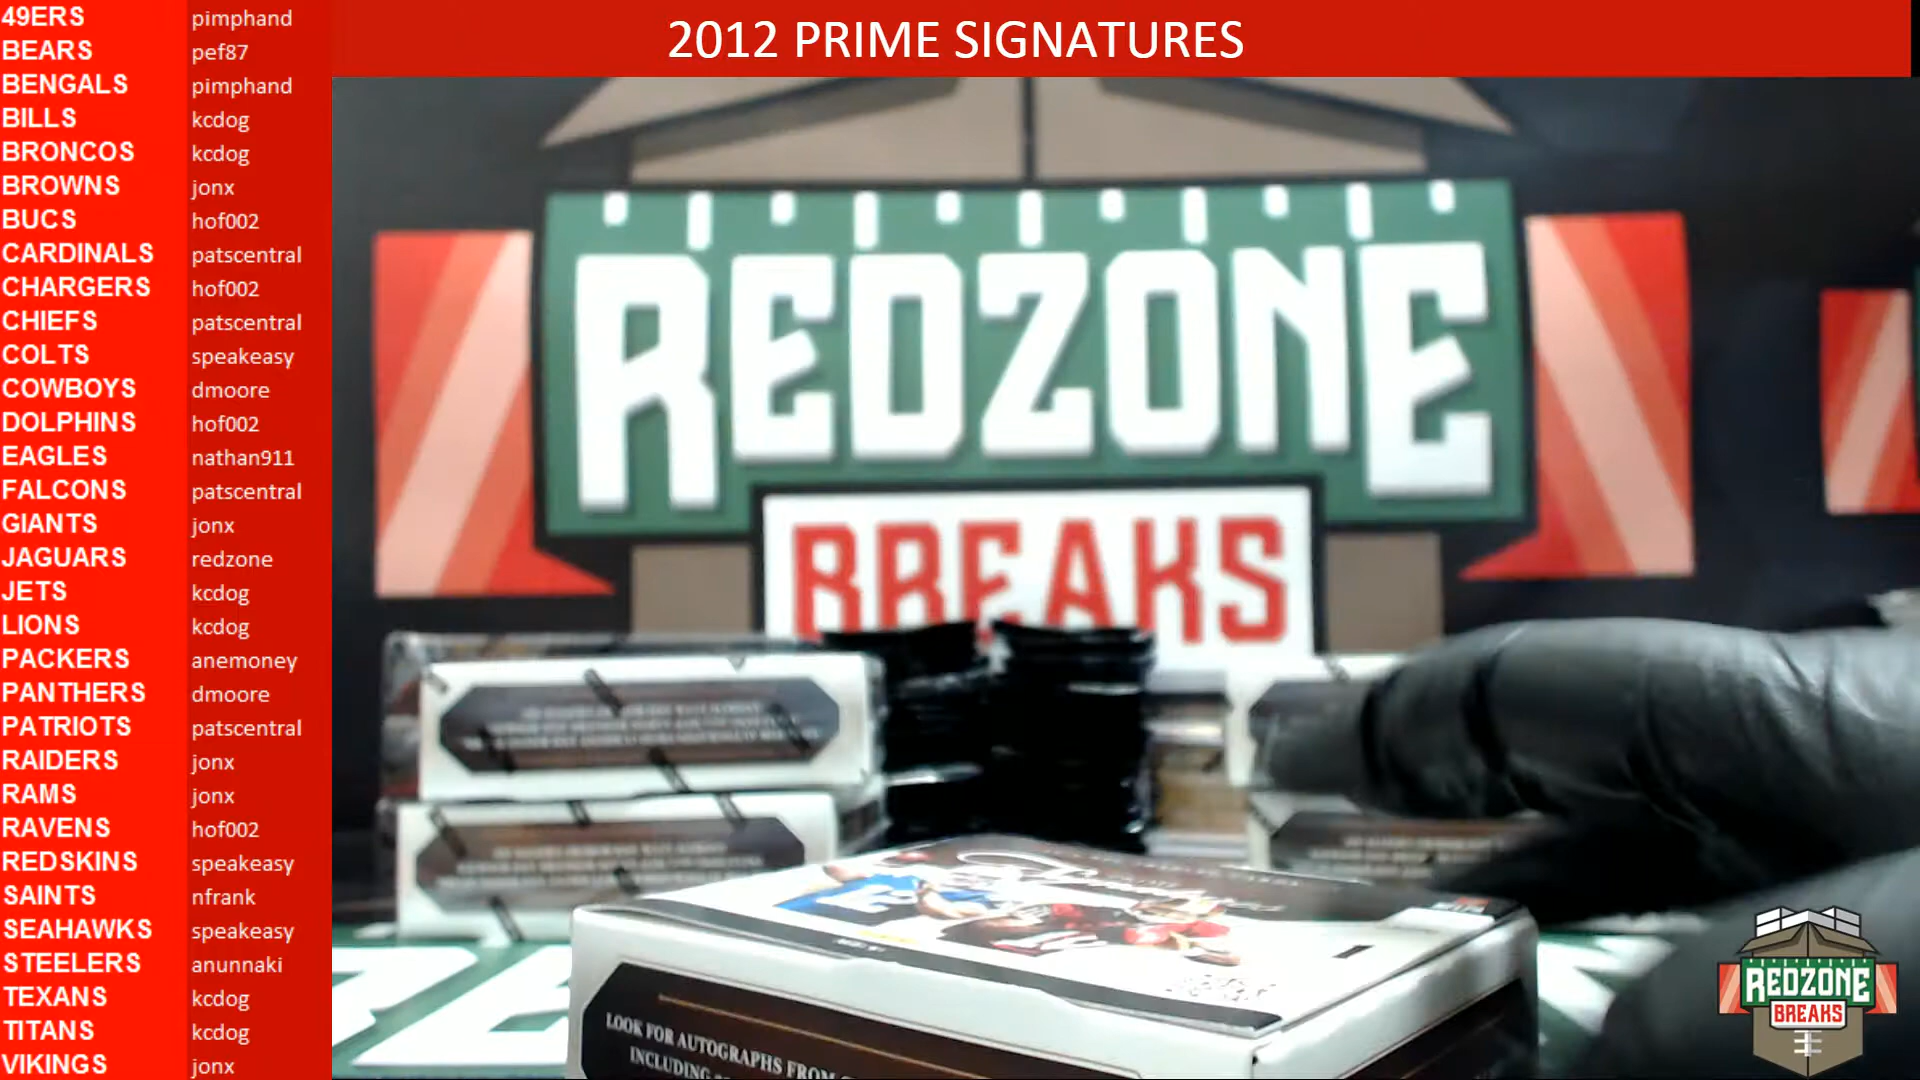 2012 PRIME SIGNATURES
49ERS pimphand
BEARS pef87
BENGALS pimphand
BILLS kcdog
BRONCOS kcdog
BROWNS jonx
BUCS hof002
CARDINALS patscentral
CHARGERS hof002
CHIEFS patscentral
COLTS speakeasy
COWBOYS dmoore
DOLPHINS hof002
EAGLES nathan911
FALCONS patscentral
GIANTS jonx
JAGUARS redzone
JETS kcdog
LIONS kcdog
PACKERS anemoney
PANTHERS dmoore
PATRIOTS patscentral
RAIDERS jonx
RAMS jonx
RAVENS hof002
REDSKINS speakeasy
SAINTS nfrank
SEAHAWKS speakeasy
STEELERS anunnaki
TEXANS kcdog
TITANS kcdog
VIKINGS jonx
REDZONE
BREAKS
Signatures
LOOK FOR AUTOGRAPHS FROM
INCLUDING
REDZONE
BREAKS